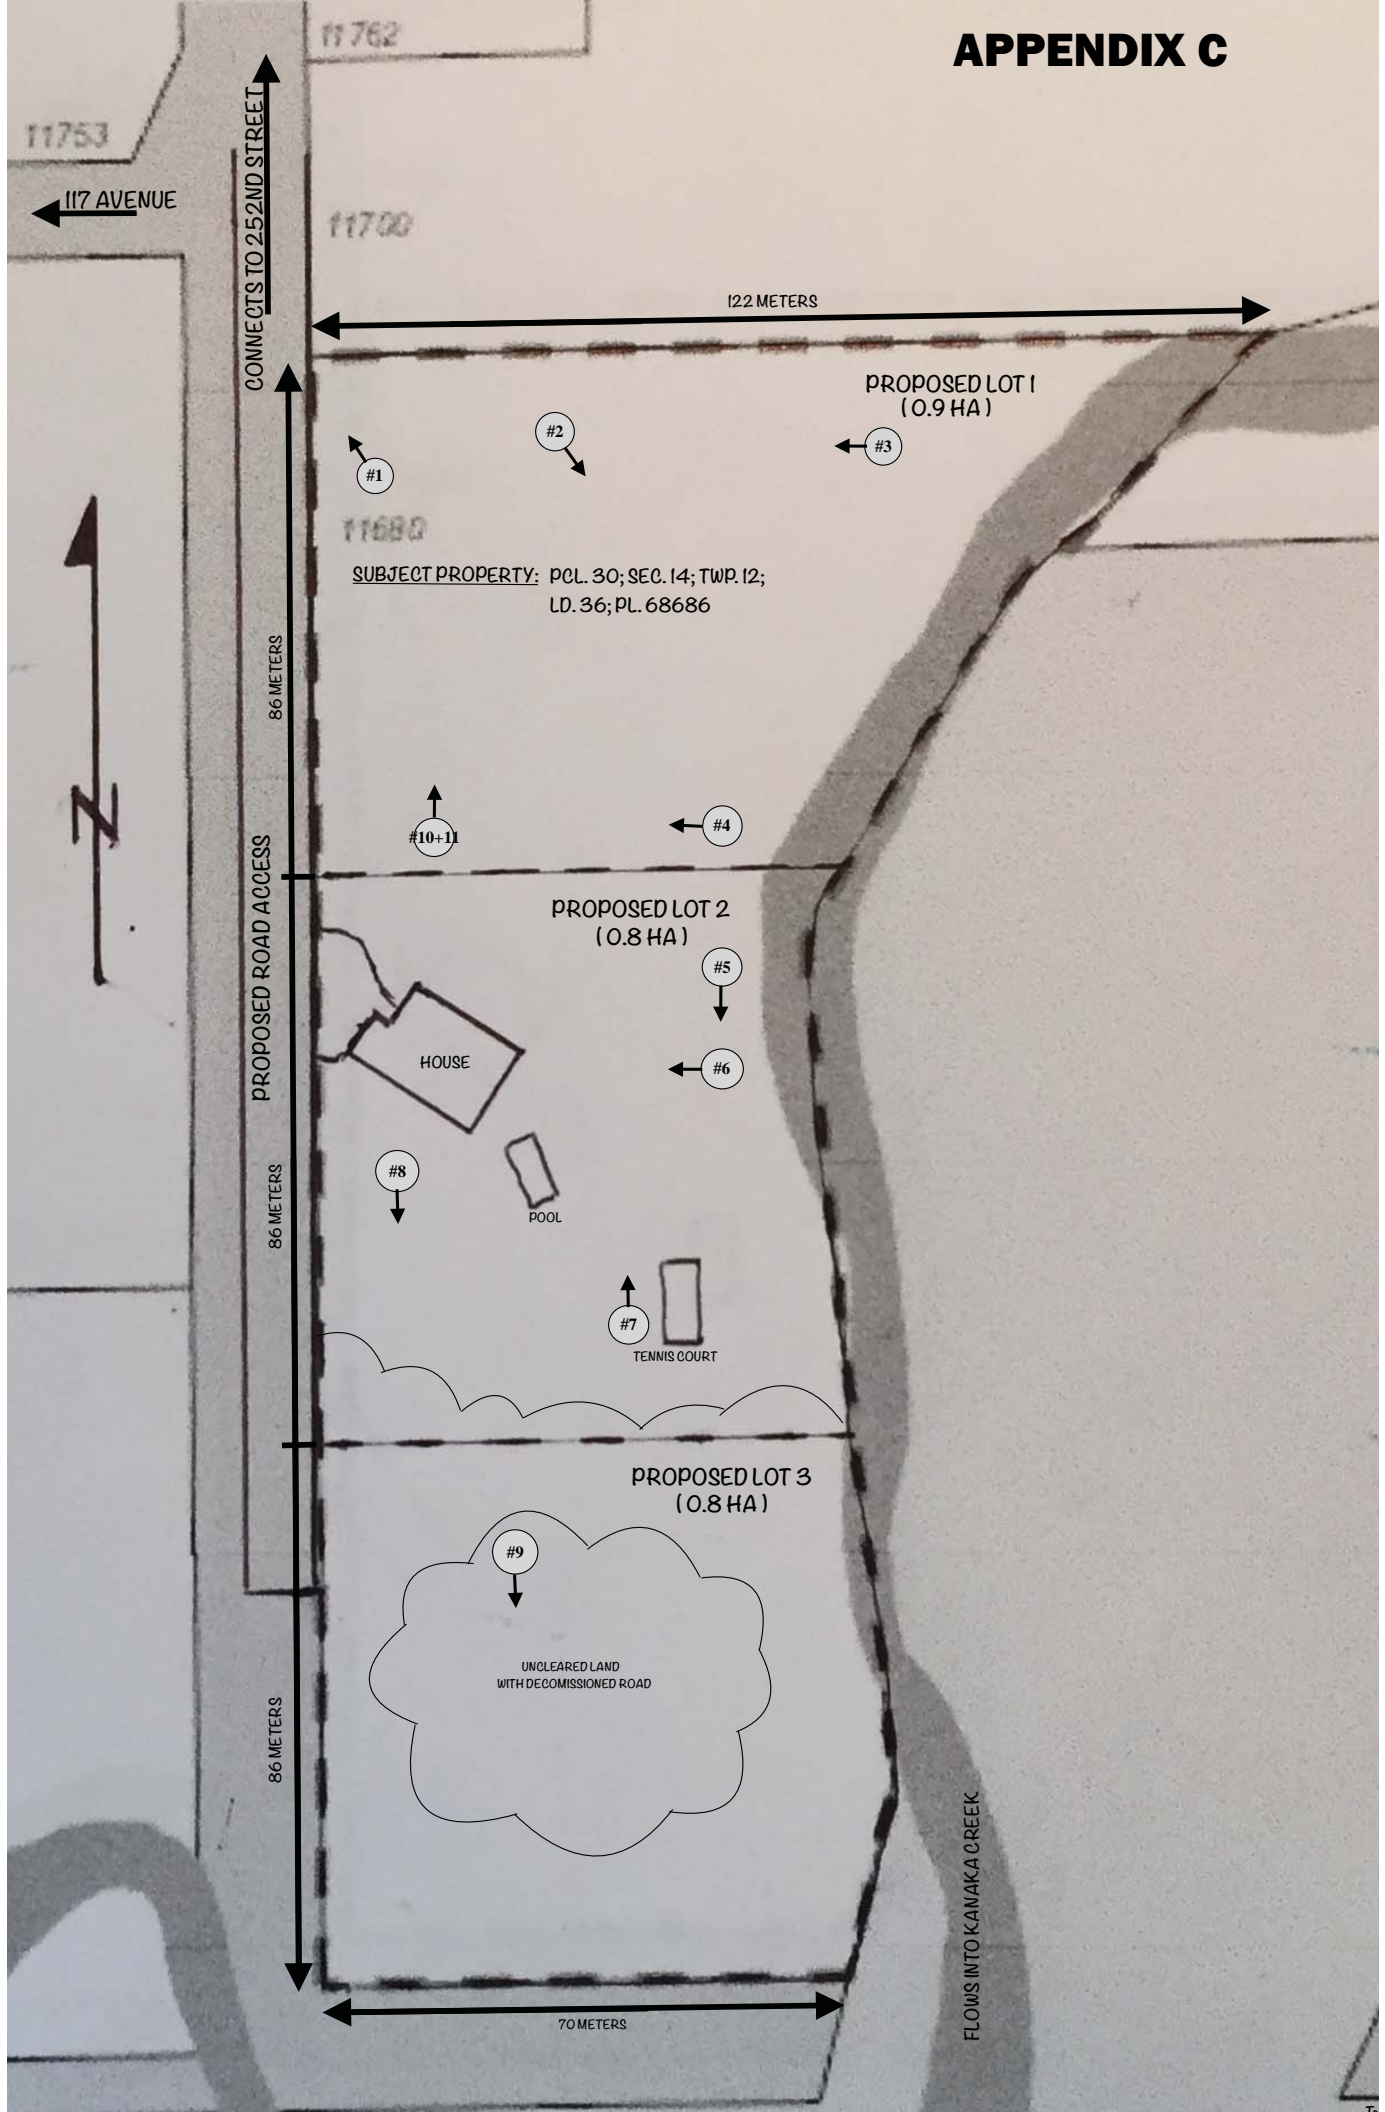 APPENDIX C
11762
11753
117 AVENUE
CONNECTS TO 252ND STREET
11700
122 METERS
PROPOSED LOT 1
( 0.9 HA )
#2
#3
#1
11680
SUBJECT PROPERTY: PCL. 30; SEC. 14; TWP. 12;
LD. 36; PL. 68686
86 METERS
N
#10+11
#4
PROPOSED ROAD ACCESS
PROPOSED LOT 2
( 0.8 HA )
#5
HOUSE
#6
#8
86 METERS
POOL
#7
TENNIS COURT
PROPOSED LOT 3
( 0.8 HA )
#9
UNCLEARED LAND
WITH DECOMISSIONED ROAD
86 METERS
FLOWS INTO KANAKA CREEK
70 METERS